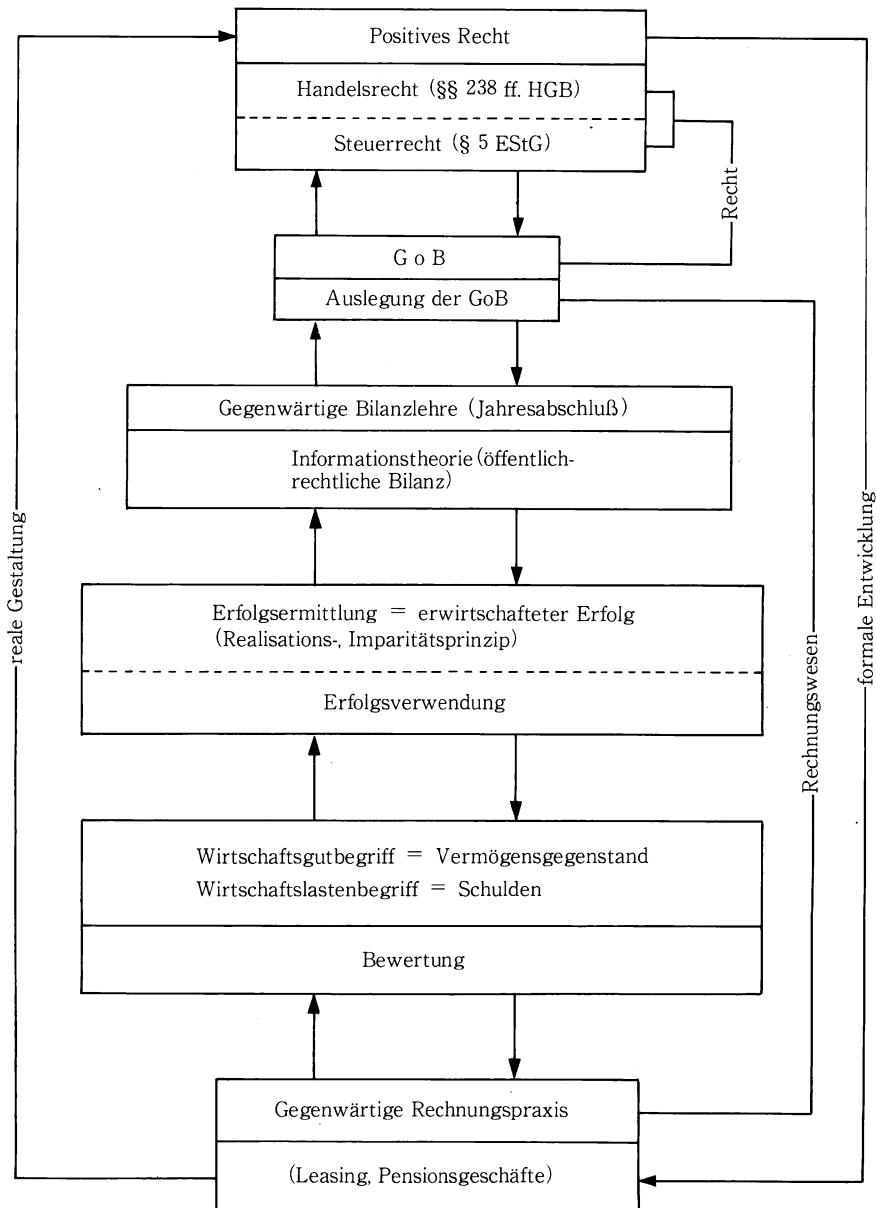 Positives Recht
Handelsrecht (§§ 238 ff. HGB)
Steuerrecht (§ 5 EStG)
Recht
G o B
Auslegung der GoB
Gegenwärtige Bilanzlehre (Jahresabschluß)
Informationstheorie (öffentlich-
rechtliche Bilanz)
reale Gestaltung
formale Entwicklung
Erfolgsermittlung = erwirtschafteter Erfolg
(Realisations-, Imparitätsprinzip)
Erfolgsverwendung
Rechnungswesen
Wirtschaftsgutbegriff = Vermögensgegenstand
Wirtschaftslastenbegriff = Schulden
Bewertung
Gegenwärtige Rechnungspraxis
(Leasing, Pensionsgeschäfte)